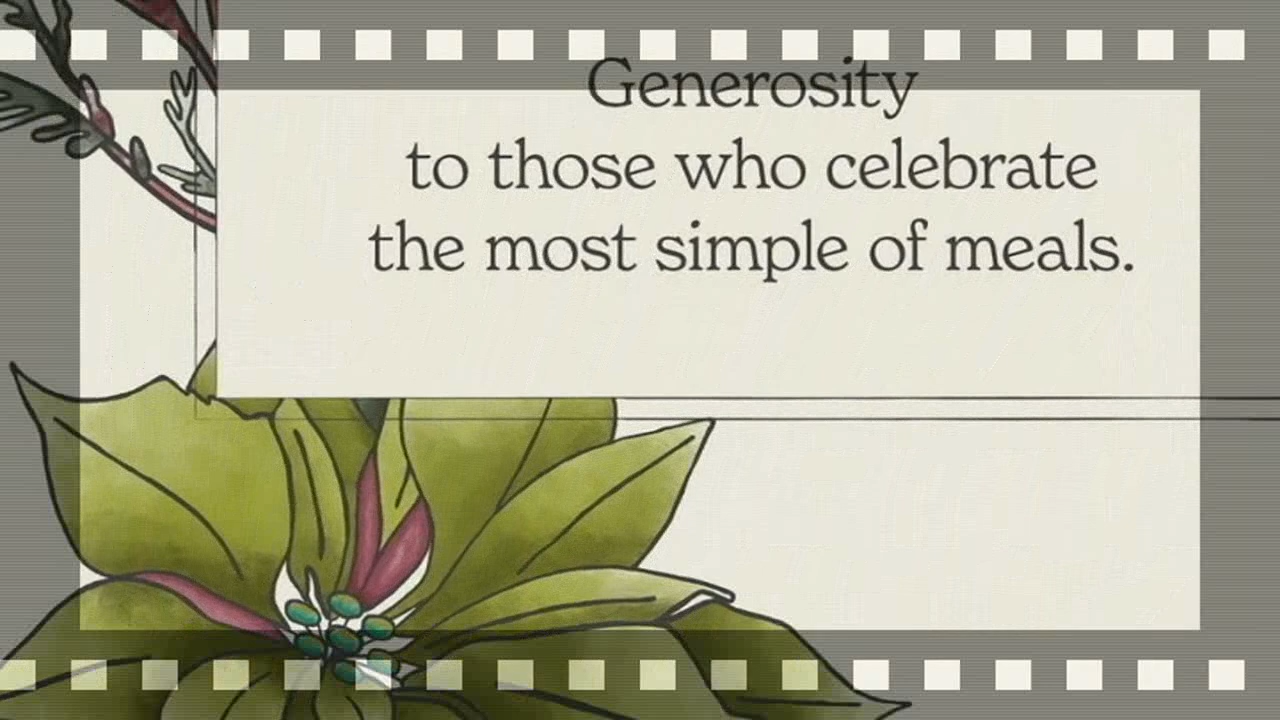 Generosity
to those who celebrate
the most simple of meals.